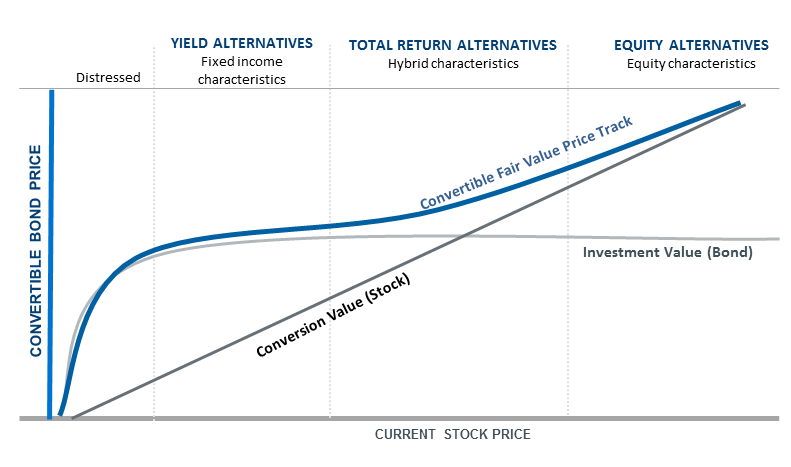 YIELD ALTERNATIVES
Fixed income
characteristics
TOTAL RETURN ALTERNATIVES
Hybrid characteristics
EQUITY ALTERNATIVES
Equity characteristics
Distressed
CONVERTIBLE BOND PRICE
Convertible Fair Value Price Track
Investment Value (Bond)
Conversion Value (Stock)
CURRENT STOCK PRICE